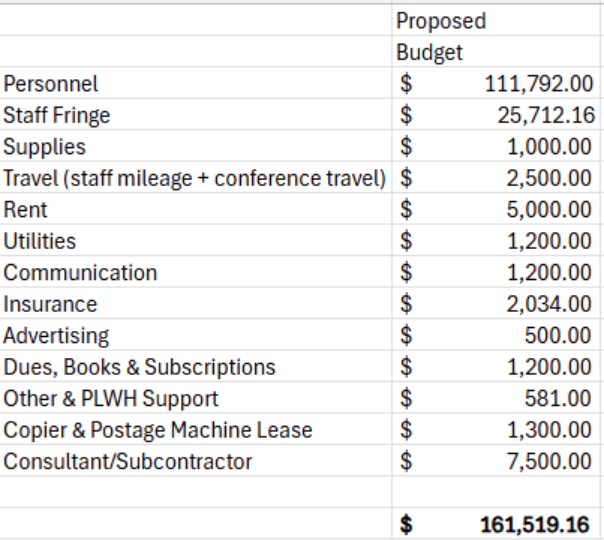 Proposed
Budget
Personnel $ 111,792.00
Staff Fringe $ 25,712.16
Supplies $ 1,000.00
Travel (staff mileage + conference travel) $ 2,500.00
Rent $ 5,000.00
Utilities $ 1,200.00
Communication $ 1,200.00
Insurance $ 2,034.00
Advertising $ 500.00
Dues, Books & Subscriptions $ 1,200.00
Other & PLWH Support $ 581.00
Copier & Postage Machine Lease $ 1,300.00
Consultant/Subcontractor $ 7,500.00
$ 161,519.16